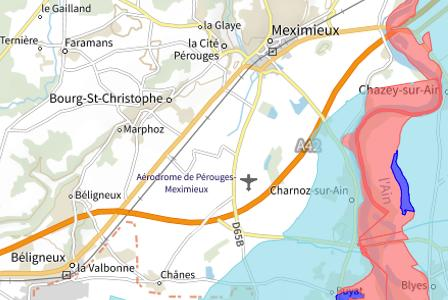 le Gaillard
la Glaye
Ternière
Faramans
la Cité
Pérouges
Meximieux
Chazey-sur-Ain
Bourg-St-Christophe
Marphoz
A42
Aérodrome de Pérouges-
Meximieux
l'Ain
Charnoz-sur-Ain
Béligneux
D65B
Béligneux
la Valbonne
Chânes
Puyat
Blyes